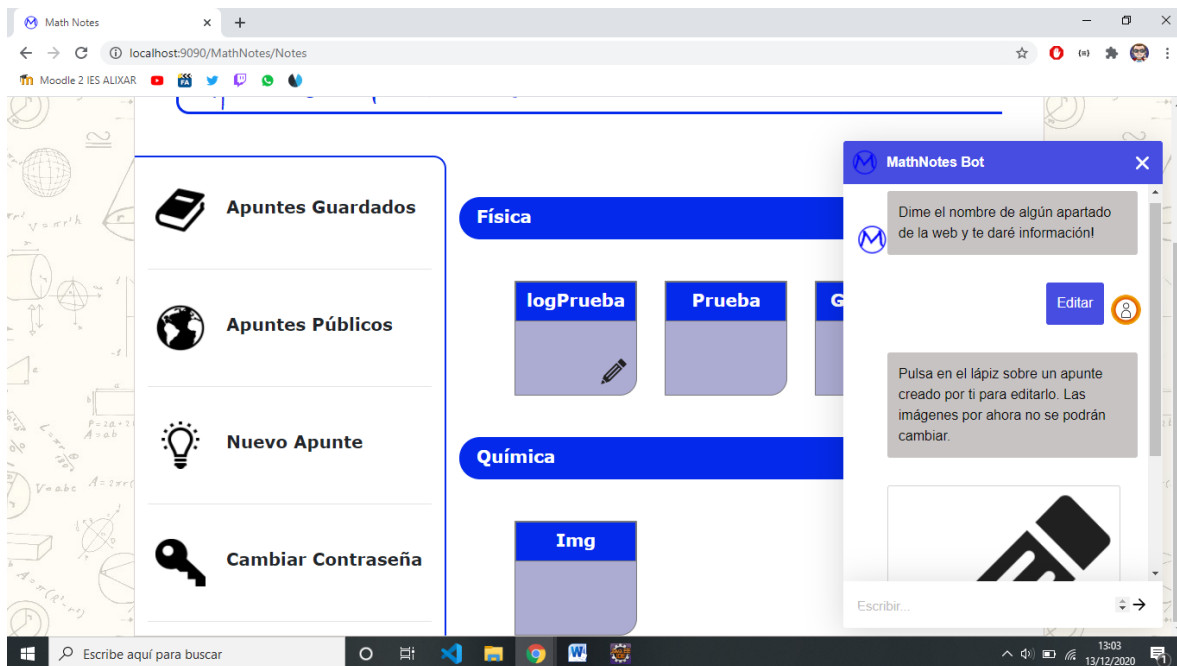 Math Notes
localhost:9090/MathNotes/Notes
Moodle 2 IES ALIXAR
Apuntes Guardados
Apuntes Públicos
Nuevo Apunte
Cambiar Contraseña
Física
logPrueba
Prueba
G
Química
Img
MathNotes Bot
Dime el nombre de algún apartado
de la web y te daré información!
Editar
Pulsa en el lápiz sobre un apunte
creado por ti para editarlo. Las
imágenes por ahora no se podrán
cambiar.
Escribir...
Escribe aquí para buscar
13:03
13/12/2020